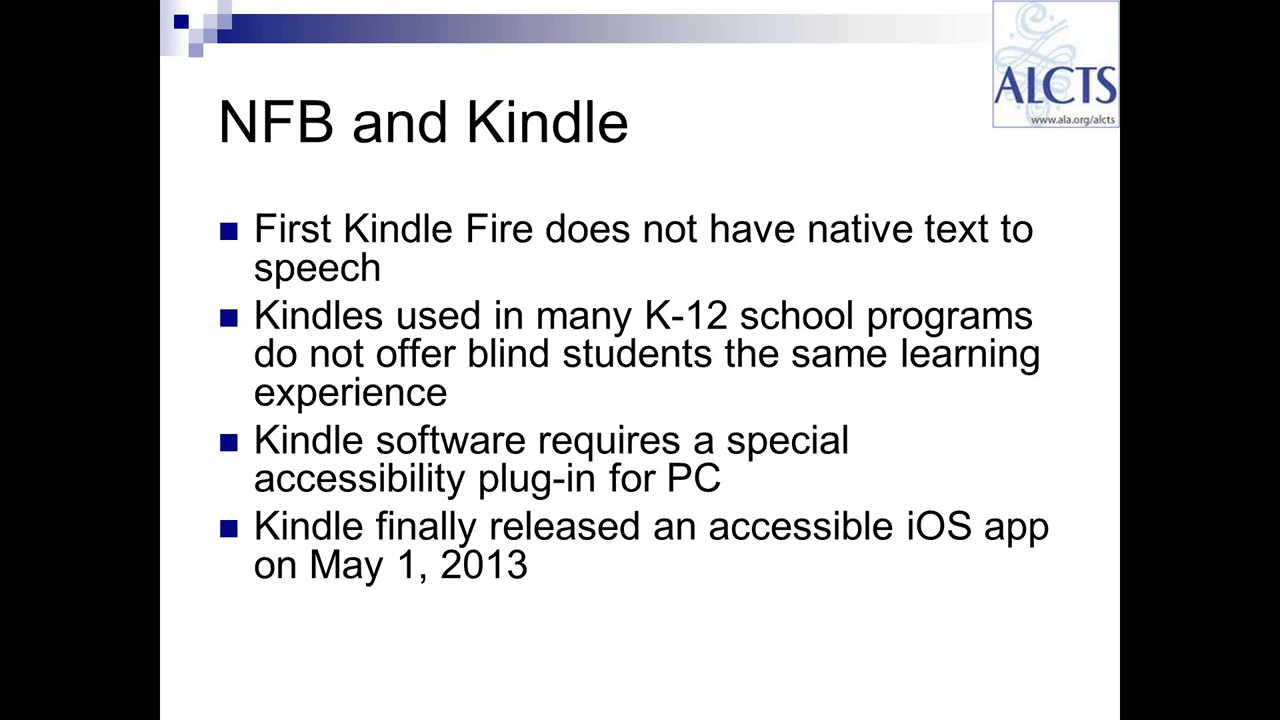 ALCTS
www.ala.org/alcts
NFB and Kindle
First Kindle Fire does not have native text to
speech
Kindles used in many K-12 school programs
do not offer blind students the same learning
experience
Kindle software requires a special
accessibility plug-in for PC
Kindle finally released an accessible iOS app
on May 1, 2013